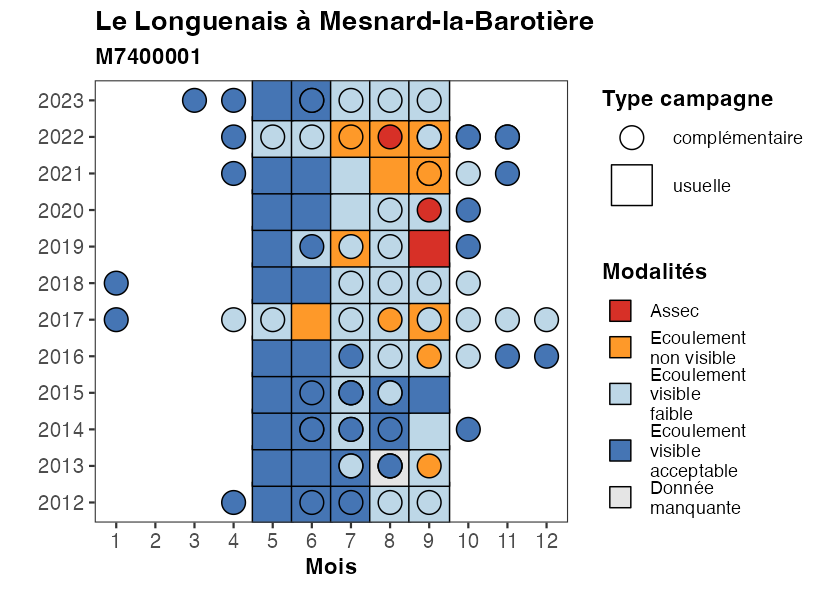 Le Longuenais à Mesnard-la-Barotière
M7400001
2023
2022
2021
2020
2019
2018
2017
2016
2015
2014
2013
2012
1 2 3 4 5 6 7 8 9 10 11 12
Mois
Type campagne
complémentaire
usuelle
Modalités
Assec
Ecoulement
non visible
Ecoulement
visible
faible
Ecoulement
visible
acceptable
Donnée
manquante